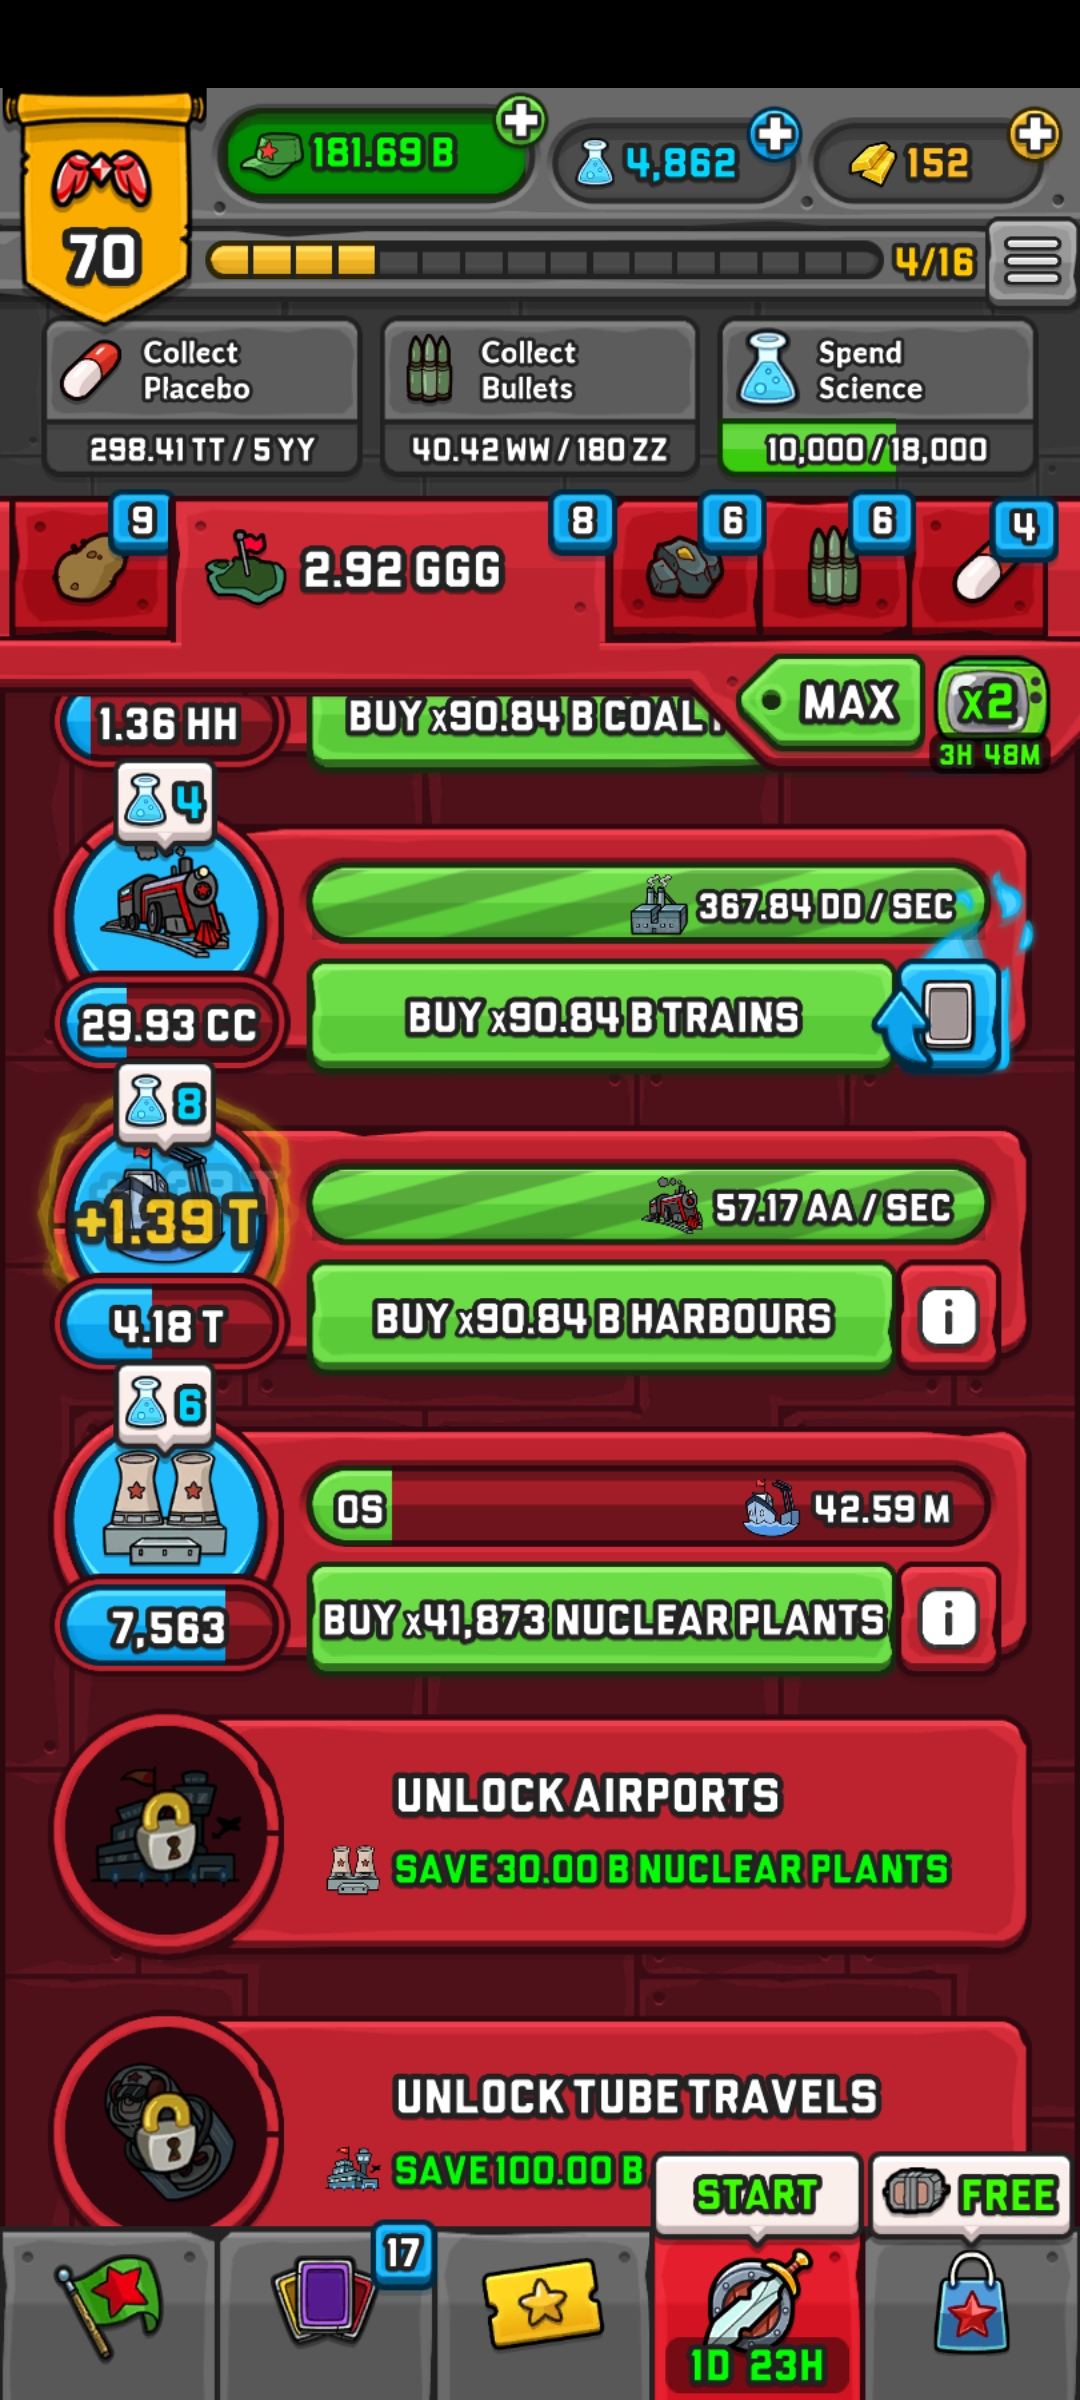 70
181.69 B
4,862
152
4/16
Collect
Placebo
298.41 TT / 5 YY
Collect
Bullets
40.42 WW / 180 ZZ
Spend
Science
10,000 / 18,000
9
2.92 GGG
8
6
6
4
MAX
x2
3H 48M
1.36 HH
BUY x90.84 B COAL
4
367.84 DD / SEC
29.93 CC
BUY x90.84 B TRAINS
8
+1.39 T
57.17 AA / SEC
4.18 T
BUY x90.84 B HARBOURS
i
6
0S
42.59 M
7,563
BUY x41,873 NUCLEAR PLANTS
i
UNLOCK AIRPORTS
SAVE 30.00 B NUCLEAR PLANTS
UNLOCK TUBE TRAVELS
SAVE 100.00 B
START
FREE
17
1D 23H